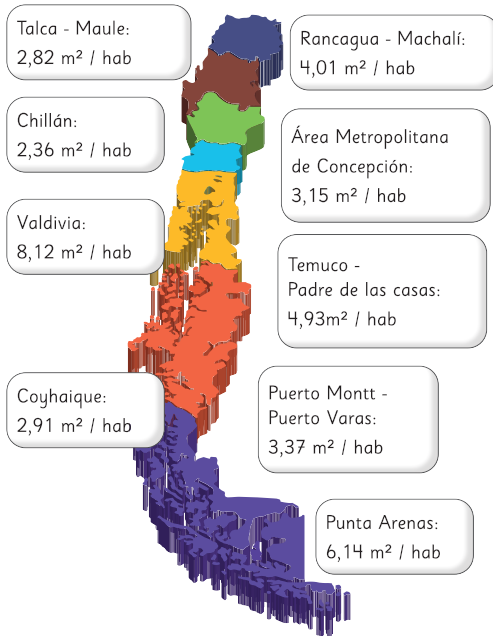 Talca - Maule:
2,82 m² / hab
Rancagua - Machalí:
4,01 m² / hab
Chillán:
2,36 m² / hab
Área Metropolitana
de Concepción:
3,15 m² / hab
Valdivia:
8,12 m² / hab
Temuco -
Padre de las casas:
4,93m² / hab
Coyhaique:
2,91 m² / hab
Puerto Montt -
Puerto Varas:
3,37 m² / hab
Punta Arenas:
6,14 m² / hab